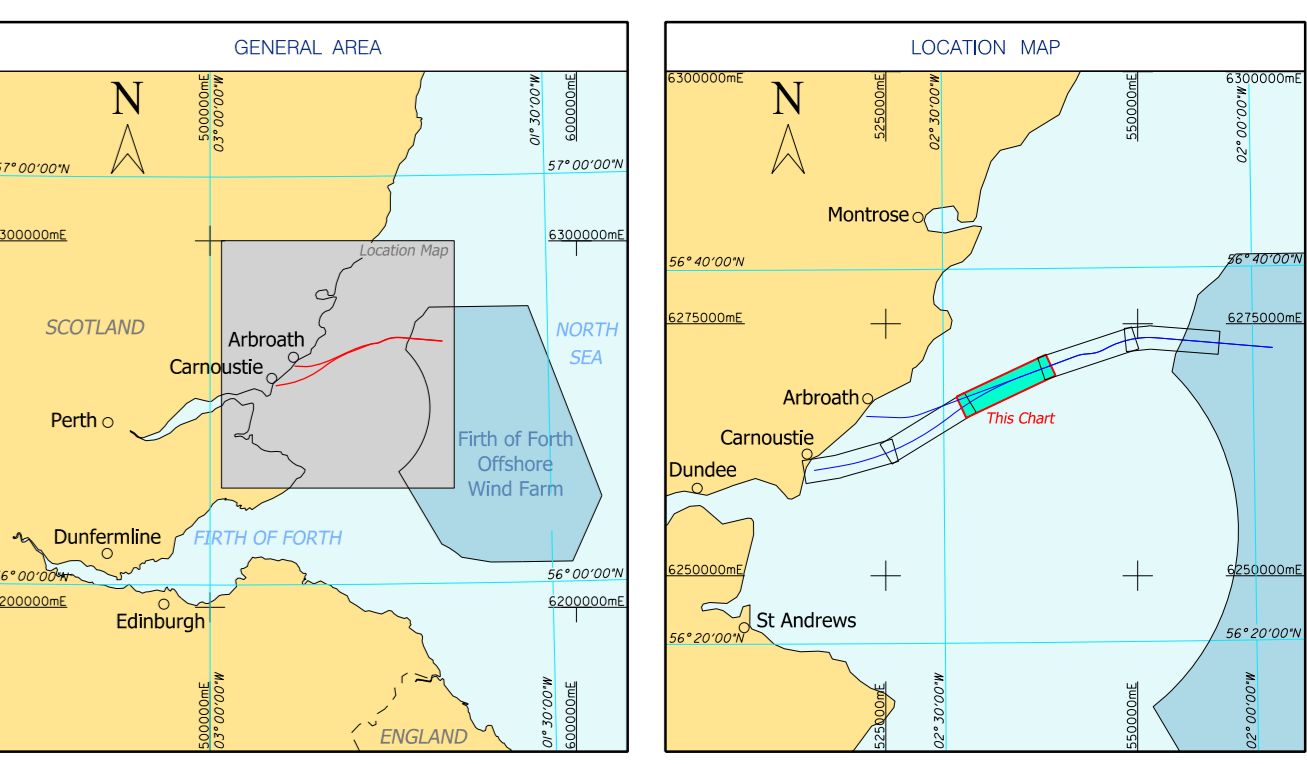 GENERAL AREA
N
500000mE
03° 00'00"W
01° 30'00"W
600000mE
57° 00'00"N
57° 00'00"N
300000mE
6300000mE
Location Map
SCOTLAND
NORTH
SEA
Arbroath
Carnoustie
Perth
Firth of Forth
Offshore
Wind Farm
Dunfermline
FIRTH OF FORTH
6° 00'00"N
56° 00'00"N
200000mE
6200000mE
Edinburgh
500000mE
03° 00'00"W
01° 30'00"W
600000mE
ENGLAND
LOCATION MAP
6300000mE
6300000mE
N
525000mE
02° 30'00"W
550000mE
02° 00'00"W
Montrose
56° 40'00"N
56° 40'00"N
6275000mE
6275000mE
Arbroath
This Chart
Carnoustie
Dundee
6250000mE
6250000mE
St Andrews
56° 20'00"N
56° 20'00"N
525000mE
02° 30'00"W
550000mE
02° 00'00"W